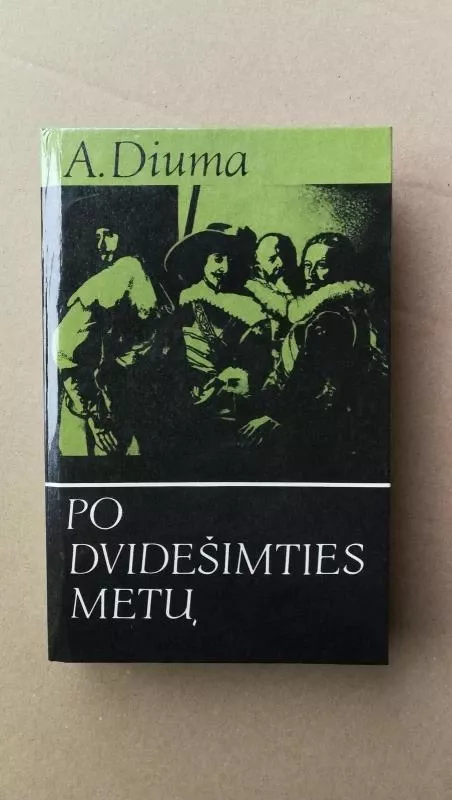 A. Diuma
PO
DVIDEŠIMTIES
METŲ